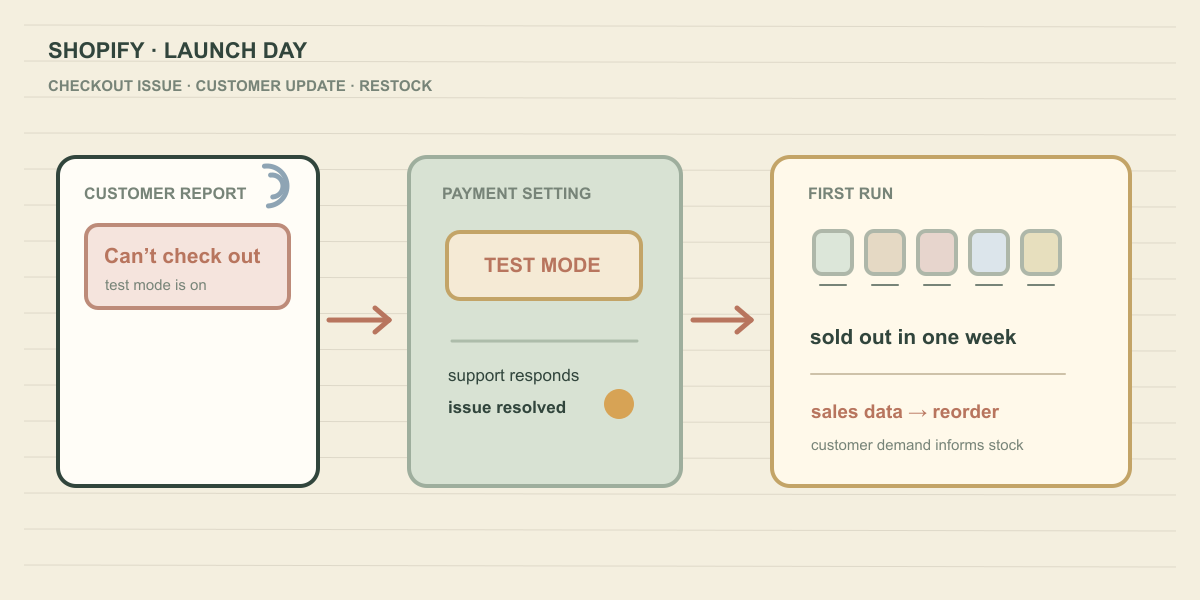 SHOPIFY · LAUNCH DAY
CHECKOUT ISSUE · CUSTOMER UPDATE · RESTOCK
CUSTOMER REPORT
Can’t check out
test mode is on
PAYMENT SETTING
TEST MODE
support responds
issue resolved
FIRST RUN
sold out in one week
sales data → reorder
customer demand informs stock